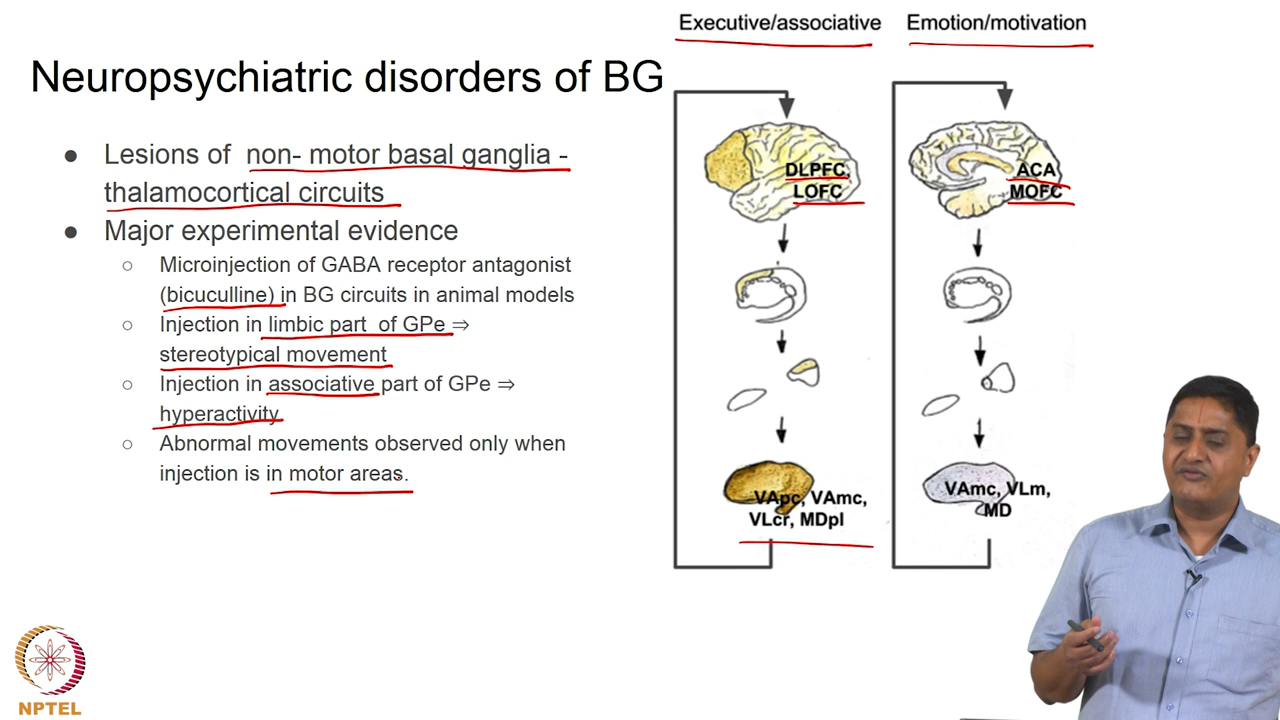 Executive/associative
Emotion/motivation
Neuropsychiatric disorders of BG
● Lesions of non- motor basal ganglia -
thalamocortical circuits
● Major experimental evidence
○ Microinjection of GABA receptor antagonist
(bicuculline) in BG circuits in animal models
○ Injection in limbic part of GPe ⇒
stereotypical movement
○ Injection in associative part of GPe ⇒
hyperactivity
○ Abnormal movements observed only when
injection is in motor areas.
DLPFC,
LOFC
VApc, VAmc,
VLcr, MDpl
ACA
MOFC
VAmc, VLm,
MD
NPTEL